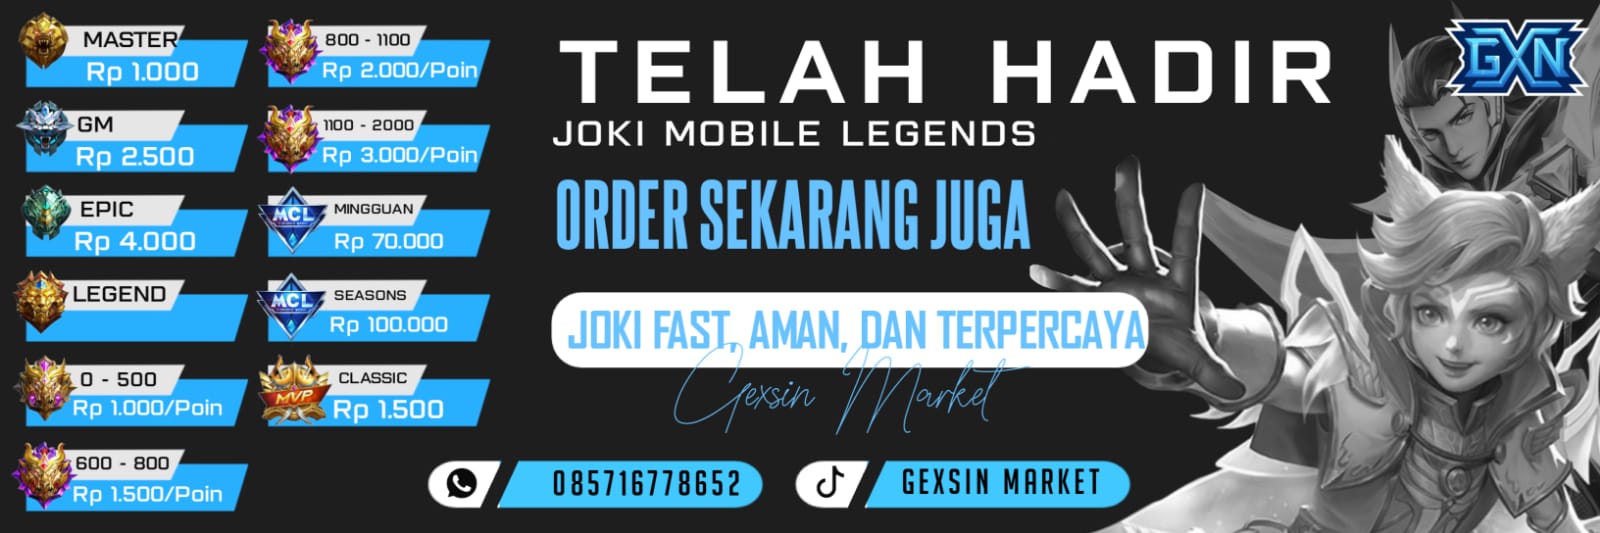 MASTER
Rp 1.000
GM
Rp 2.500
EPIC
Rp 4.000
LEGEND
0 - 500
Rp 1.000/Poin
600 - 800
Rp 1.500/Poin
800 - 1100
Rp 2.000/Poin
1100 - 2000
Rp 3.000/Poin
MCL
MINGGUAN
Rp 70.000
MCL
SEASONS
Rp 100.000
MVP
CLASSIC
Rp 1.500
TELAH HADIR
JOKI MOBILE LEGENDS
ORDER SEKARANG JUGA
JOKI FAST, AMAN, DAN TERPERCAYA
Gexsin Market
085716778652
GEXSIN MARKET
GXN